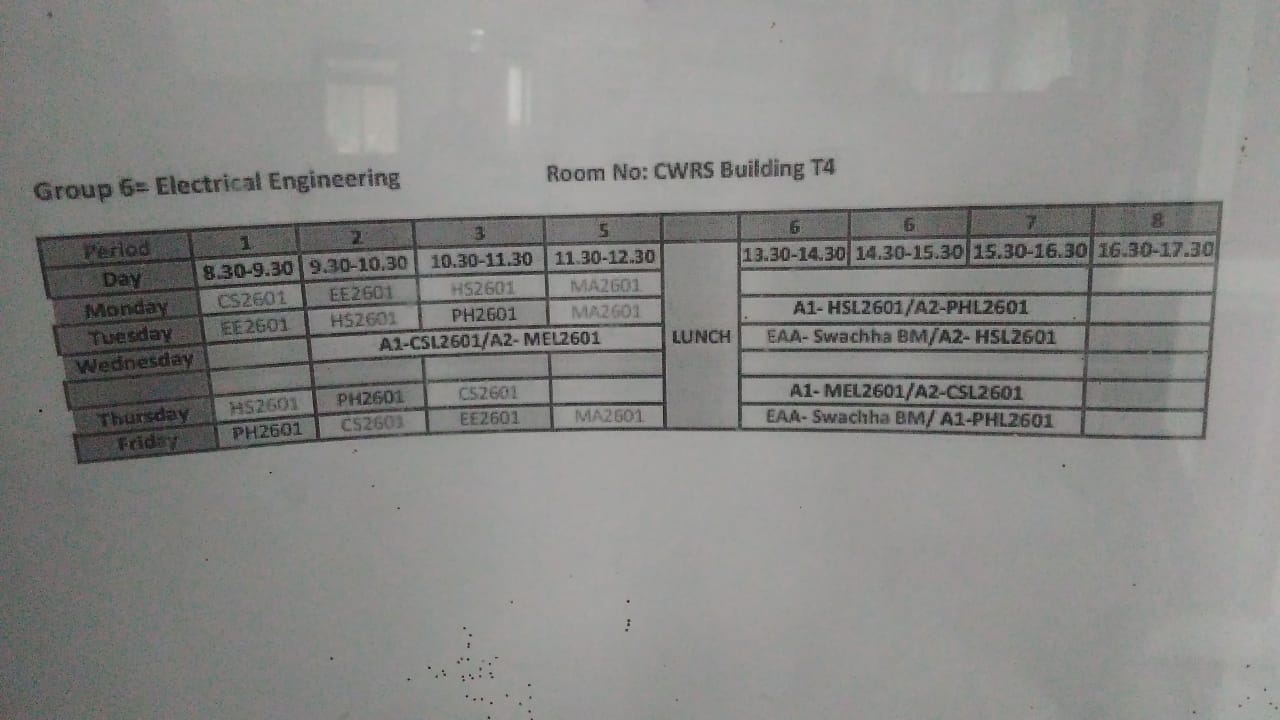 Group 6= Electrical Engineering Room No: CWRS Building T4
Period 1 2 3 5 6 6 7 8
Day 8.30-9.30 9.30-10.30 10.30-11.30 11.30-12.30 13.30-14.30 14.30-15.30 15.30-16.30 16.30-17.30
Monday CS2601 EE2601 HS2601 MA2601
Tuesday EE2601 HS2601 PH2601 MA2601 A1- HSL2601/A2-PHL2601
Wednesday A1-CSL2601/A2- MEL2601 LUNCH EAA- Swachha BM/A2- HSL2601
Thursday HS2601 PH2601 CS2601 A1- MEL2601/A2-CSL2601
Friday PH2601 CS2601 EE2601 MA2601 EAA- Swachha BM/ A1-PHL2601